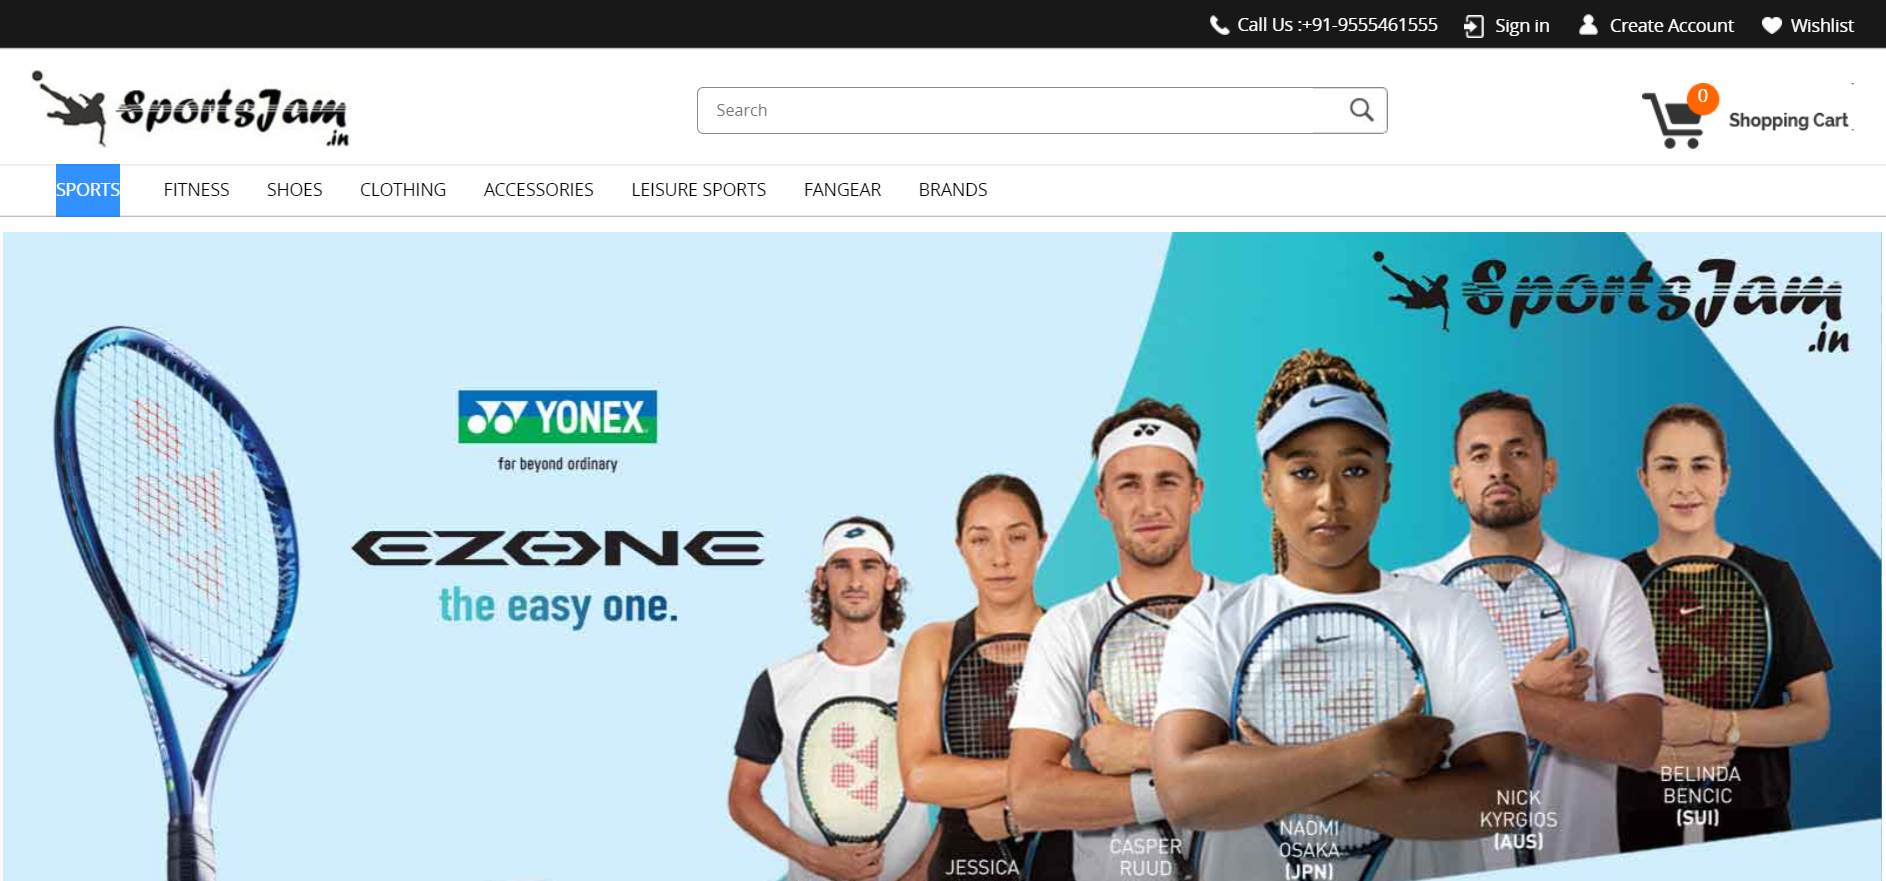 Call Us :+91-9555461555 Sign in Create Account Wishlist
SportsJam
.in
Search
0
Shopping Cart
SPORTS FITNESS SHOES CLOTHING ACCESSORIES LEISURE SPORTS FANGEAR BRANDS
SportsJam
.in
YONEX
far beyond ordinary
EZONE
the easy one.
EZONE
BELINDA
BENCIC
(SUI)
NICK
KYRGIOS
(AUS)
NAOMI
OSAKA
(JPN)
CASPER
RUUD
JESSICA